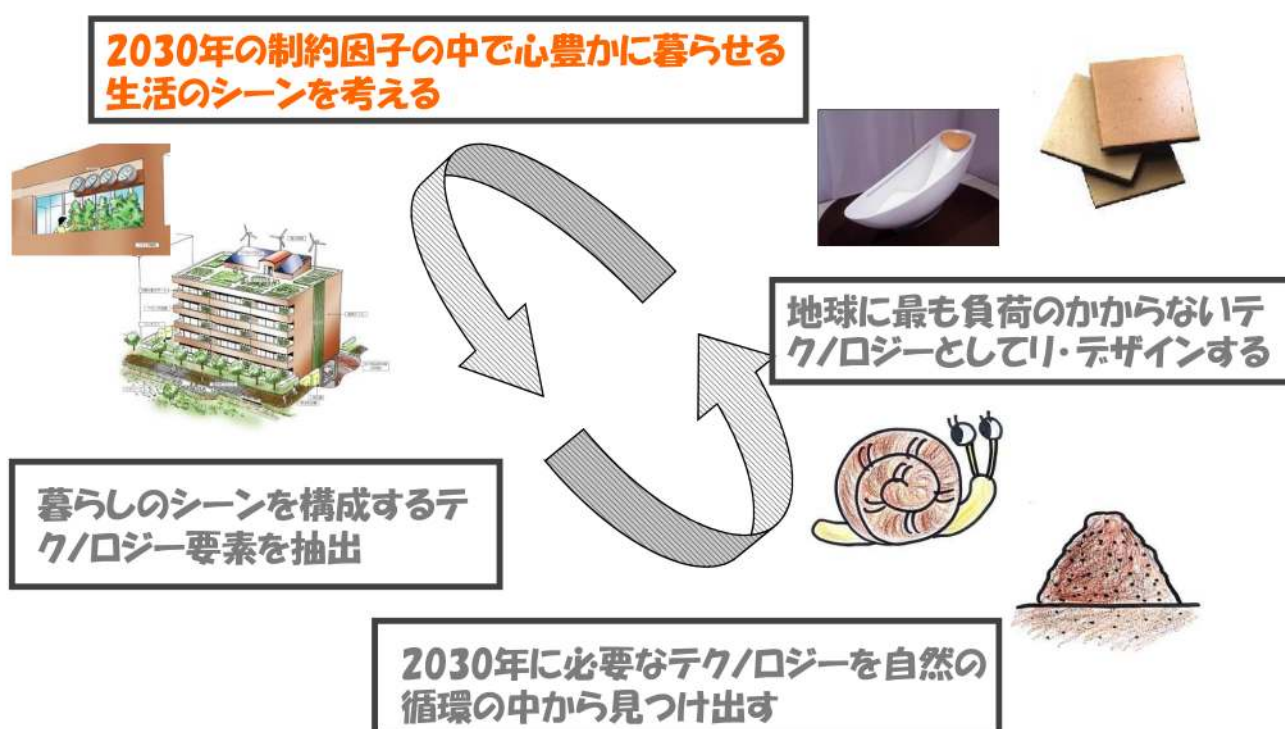 2030年の制約因子の中で心豊かに暮らせる
生活のシーンを考える
地球に最も負荷のかからないテ
クノロジーとしてリ・デザインする
暮らしのシーンを構成するテ
クノロジー要素を抽出
2030年に必要なテクノロジーを自然の
循環の中から見つけ出す